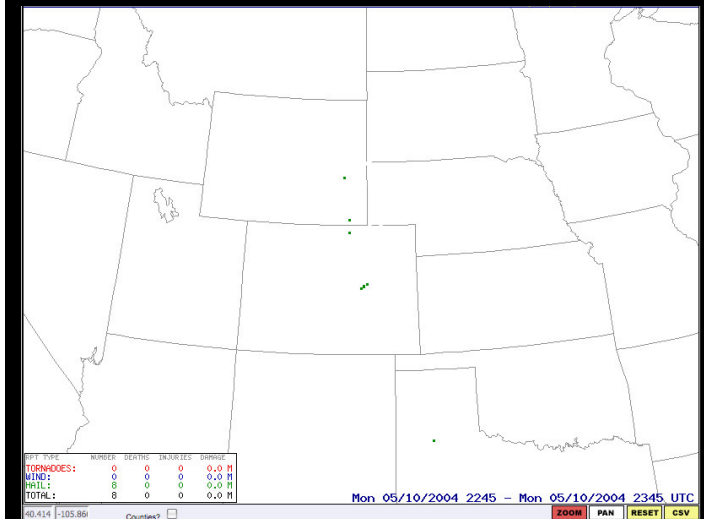 RPT TYPE NUMBER DEATHS INJURIES DAMAGE
TORNADOES: 0 0 0 0.0 M
WIND: 0 0 0 0.0 M
HAIL: 8 0 0 0.0 M
TOTAL: 8 0 0 0.0 M
Mon 05/10/2004 2245 - Mon 05/10/2004 2345 UTC
40.414 -105.86 Counties? ZOOM PAN RESET CSV